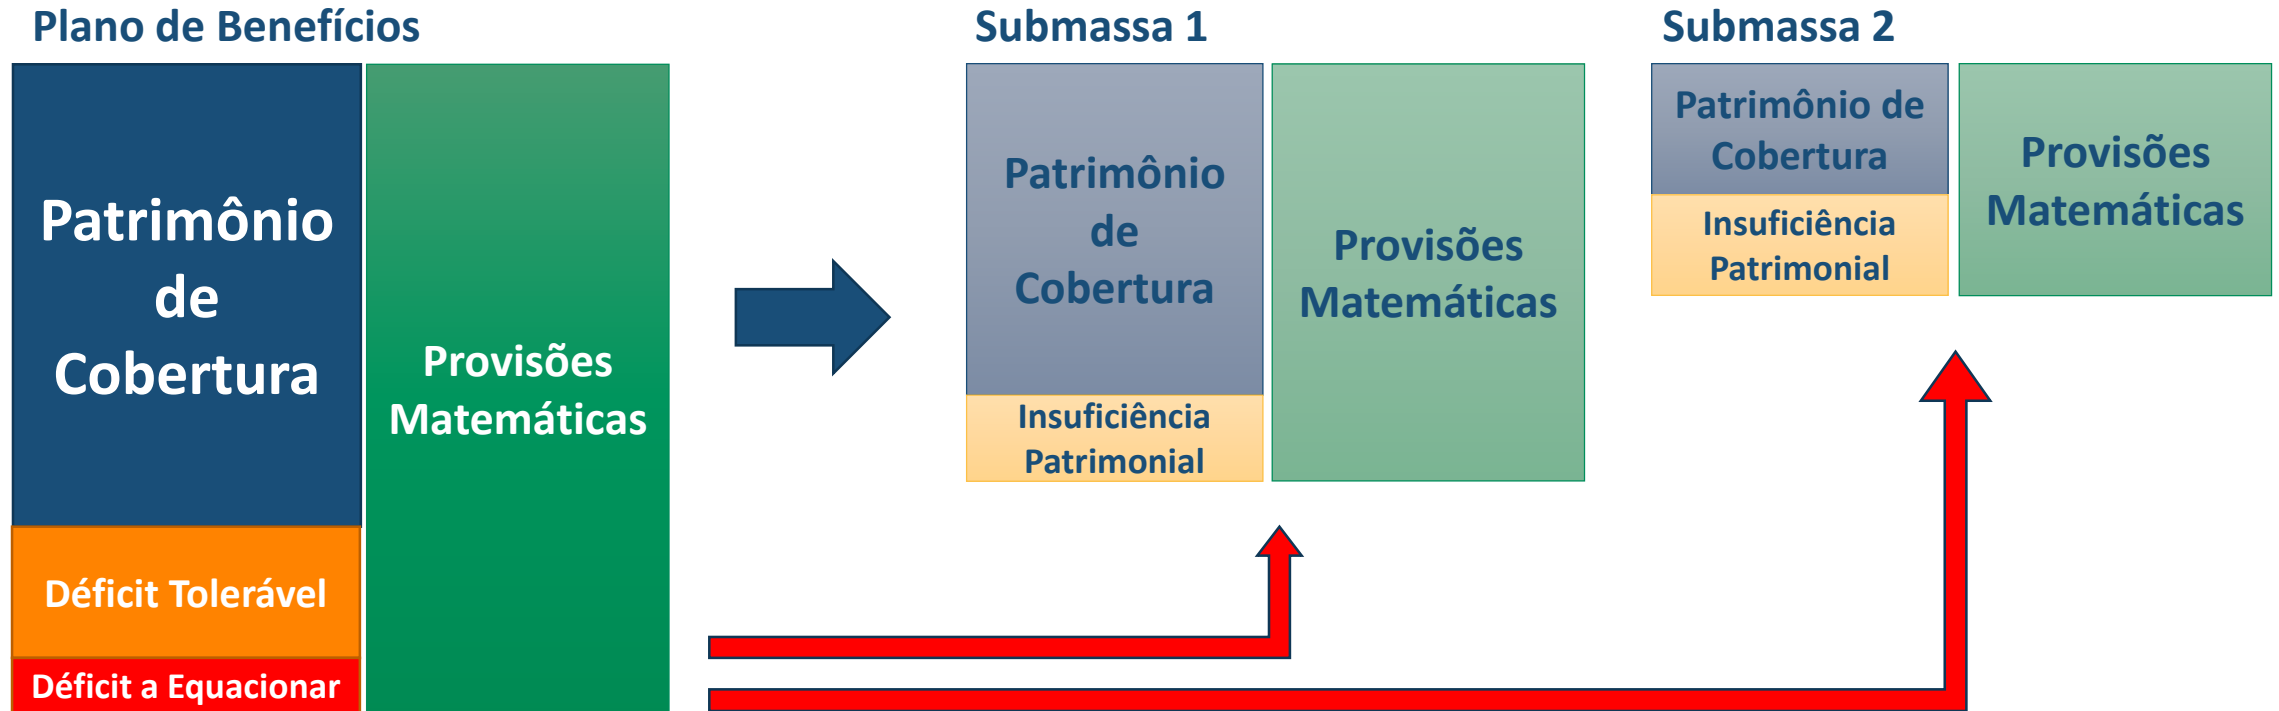 Plano de Benefícios
Patrimônio
de
Cobertura
Déficit Tolerável
Déficit a Equacionar
Provisões
Matemáticas
Submassa 1
Patrimônio
de
Cobertura
Insuficiência
Patrimonial
Provisões
Matemáticas
Submassa 2
Patrimônio de
Cobertura
Insuficiência
Patrimonial
Provisões
Matemáticas